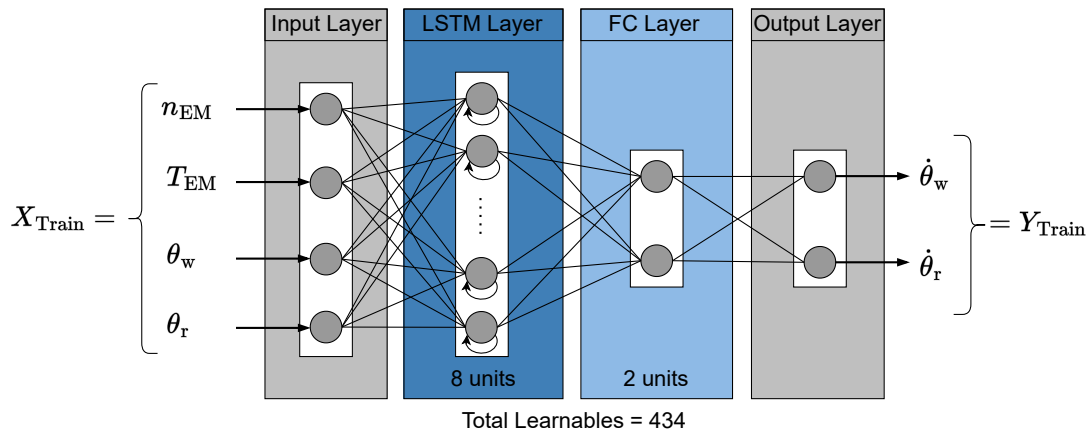 Input Layer
LSTM Layer
FC Layer
Output Layer
n_EM
T_EM
θ_w
θ_r
X_Train =
8 units
2 units
θ̇_w
θ̇_r
= Y_Train
Total Learnables = 434